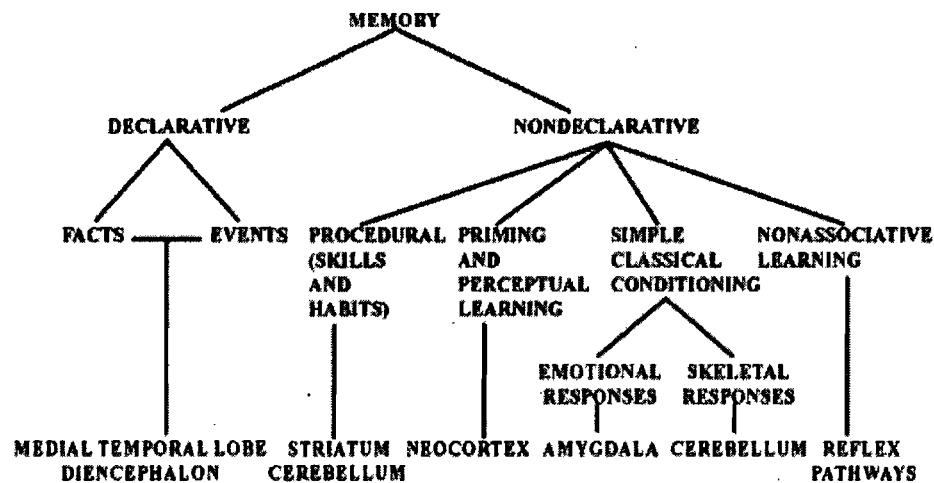 MEMORY
DECLARATIVE
NONDECLARATIVE
FACTS
EVENTS
PROCEDURAL
(SKILLS
AND
HABITS)
PRIMING
AND
PERCEPTUAL
LEARNING
SIMPLE
CLASSICAL
CONDITIONING
NONASSOCIATIVE
LEARNING
EMOTIONAL
RESPONSES
SKELETAL
RESPONSES
MEDIAL TEMPORAL LOBE
DIENCEPHALON
STRIATUM
CEREBELLUM
NEOCORTEX
AMYGDALA
CEREBELLUM
REFLEX
PATHWAYS